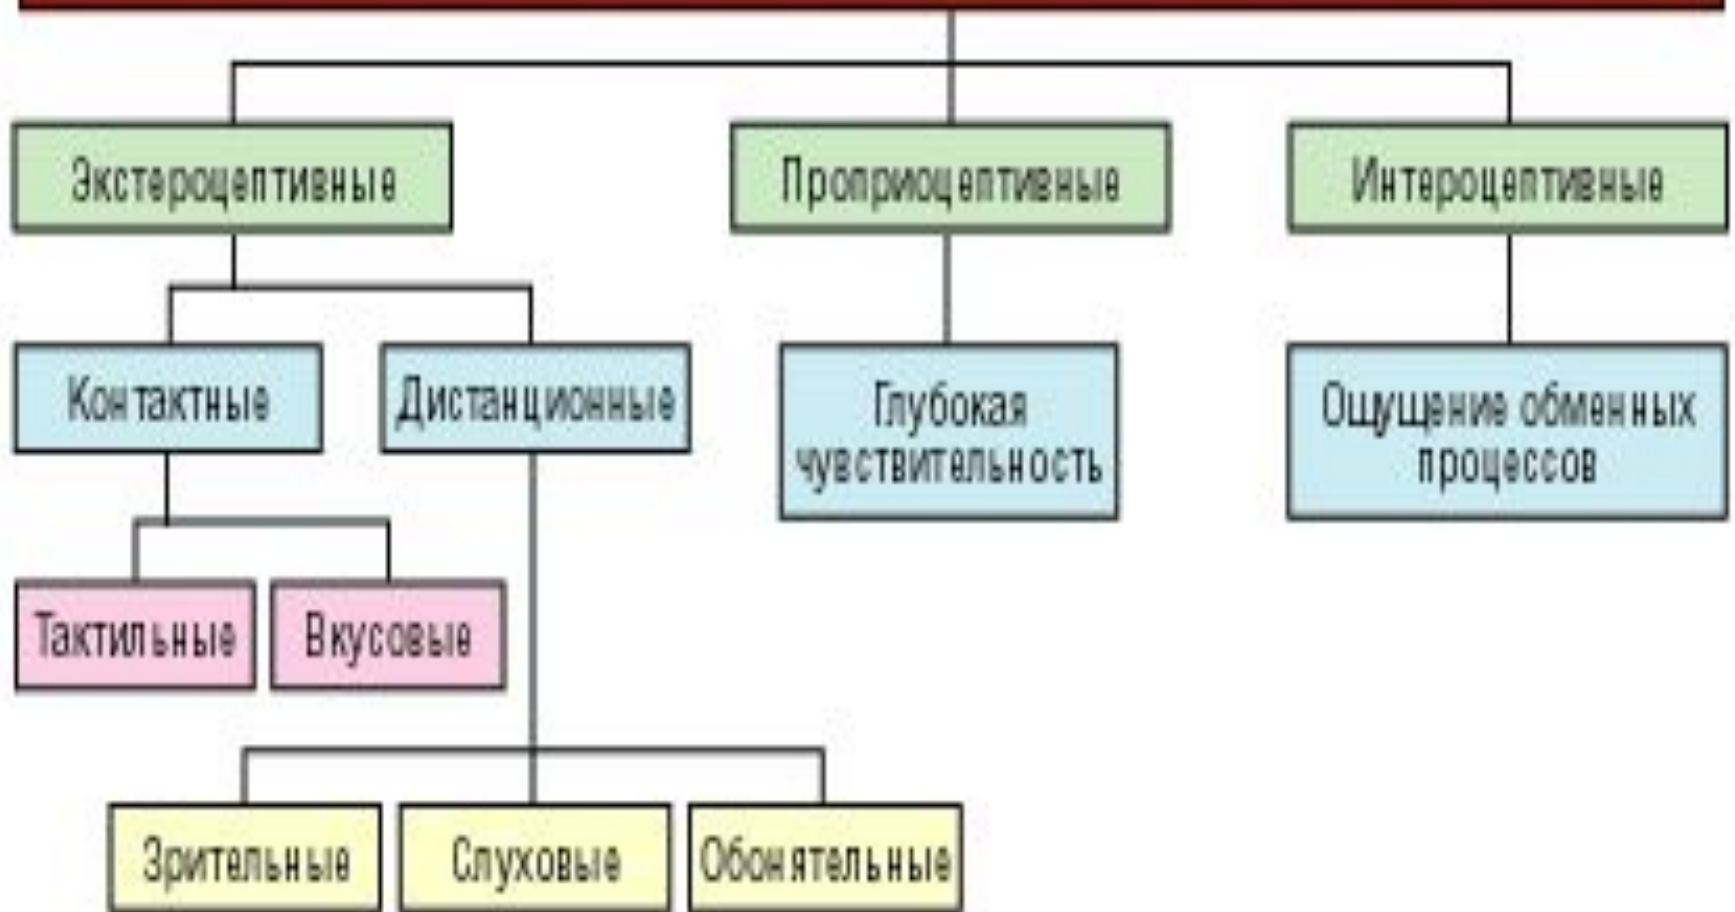 Экстероцептивные
Проприоцептивные
Интероцептивные
Контактные
Дистанционные
Глубокая
чувствительность
Ощущение обменных
процессов
Тактильные
Вкусовые
Зрительные
Слуховые
Обонятельные